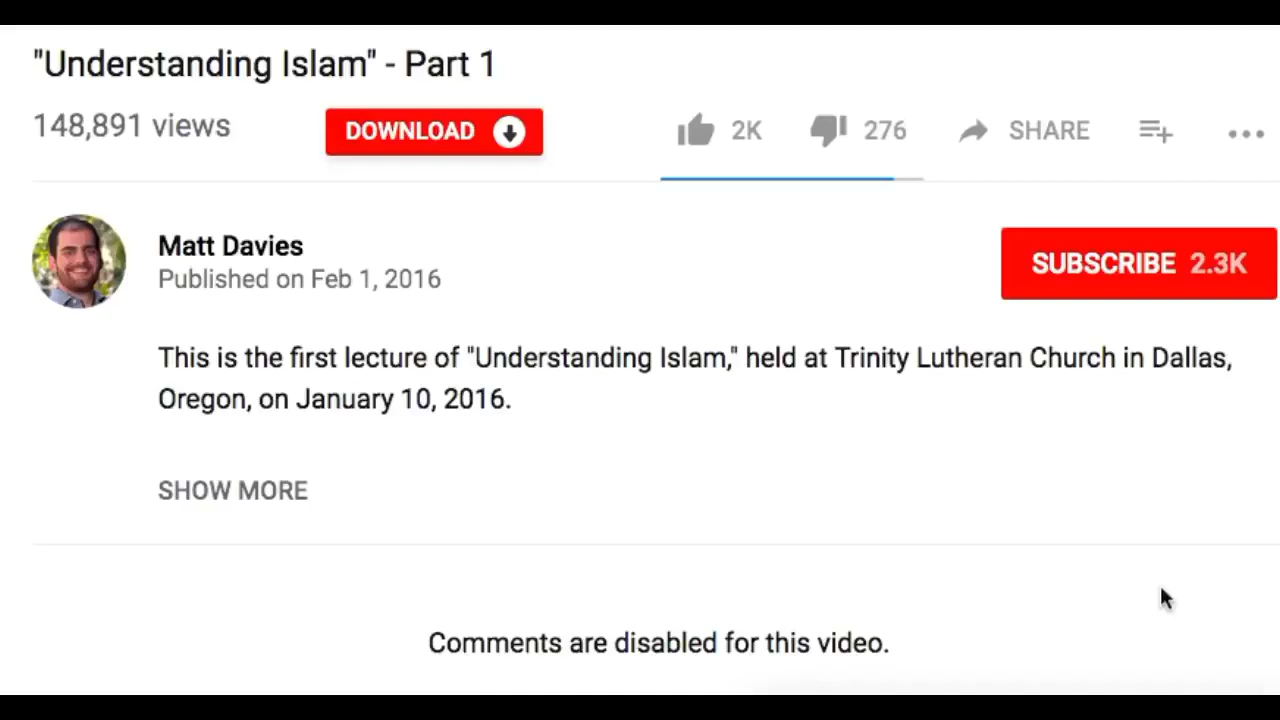 "Understanding Islam" - Part 1
148,891 views
DOWNLOAD
2K
276
SHARE
Matt Davies
Published on Feb 1, 2016
SUBSCRIBE 2.3K
This is the first lecture of "Understanding Islam," held at Trinity Lutheran Church in Dallas,
Oregon, on January 10, 2016.
SHOW MORE
Comments are disabled for this video.